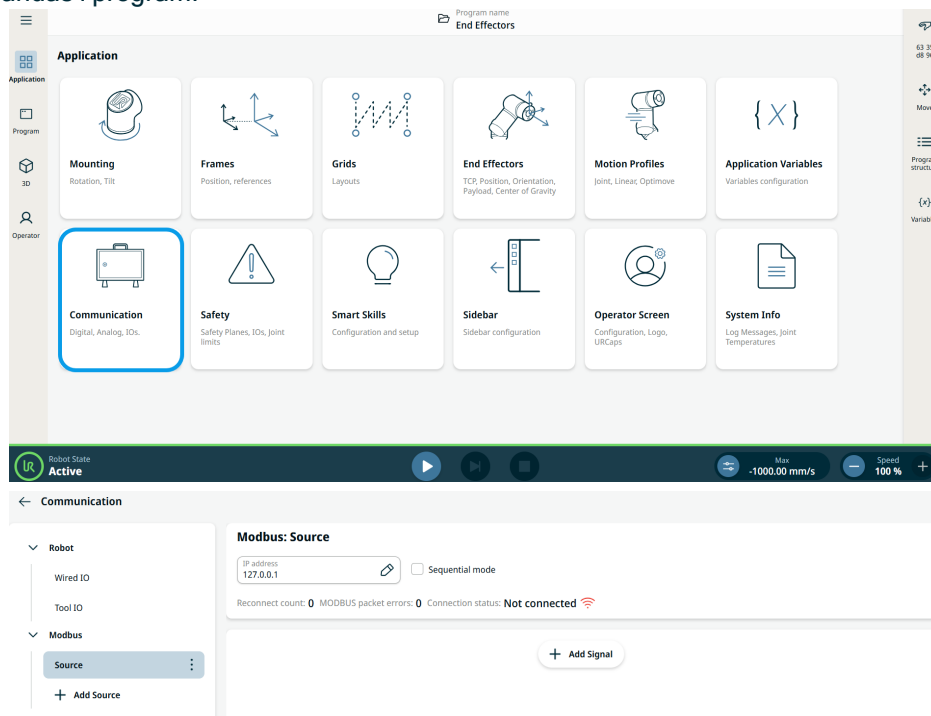 Program name
End Effectors
Application
Application
Program
3D
Operator
Mounting
Rotation, Tilt
Frames
Position, references
Grids
Layouts
End Effectors
TCP, Position, Orientation,
Payload, Center of Gravity
Motion Profiles
Joint, Linear, Optimove
Application Variables
Variables configuration
Communication
Digital, Analog, IOs.
Safety
Safety Planes, IOs, Joint
limits
Smart Skills
Configuration and setup
Sidebar
Sidebar configuration
Operator Screen
Configuration, Logo,
URCaps
System Info
Log Messages, Joint
Temperatures
Robot State
Active
Max
-1000.00 mm/s
Speed
100 %
Communication
Robot
Wired IO
Tool IO
Modbus
Source
+ Add Source
Modbus: Source
IP address
127.0.0.1
Sequential mode
Reconnect count: 0 MODBUS packet errors: 0 Connection status: Not connected
+ Add Signal